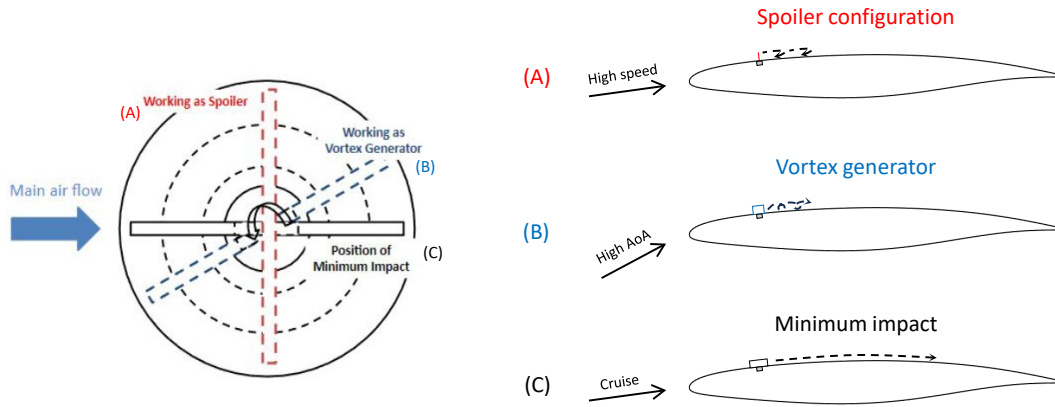 (A) Working as Spoiler
Working as
Vortex Generator
(B)
Main air flow
Position of
Minimum Impact
(C)
Spoiler configuration
(A)
High speed
Vortex generator
(B)
High AoA
Minimum impact
(C)
Cruise